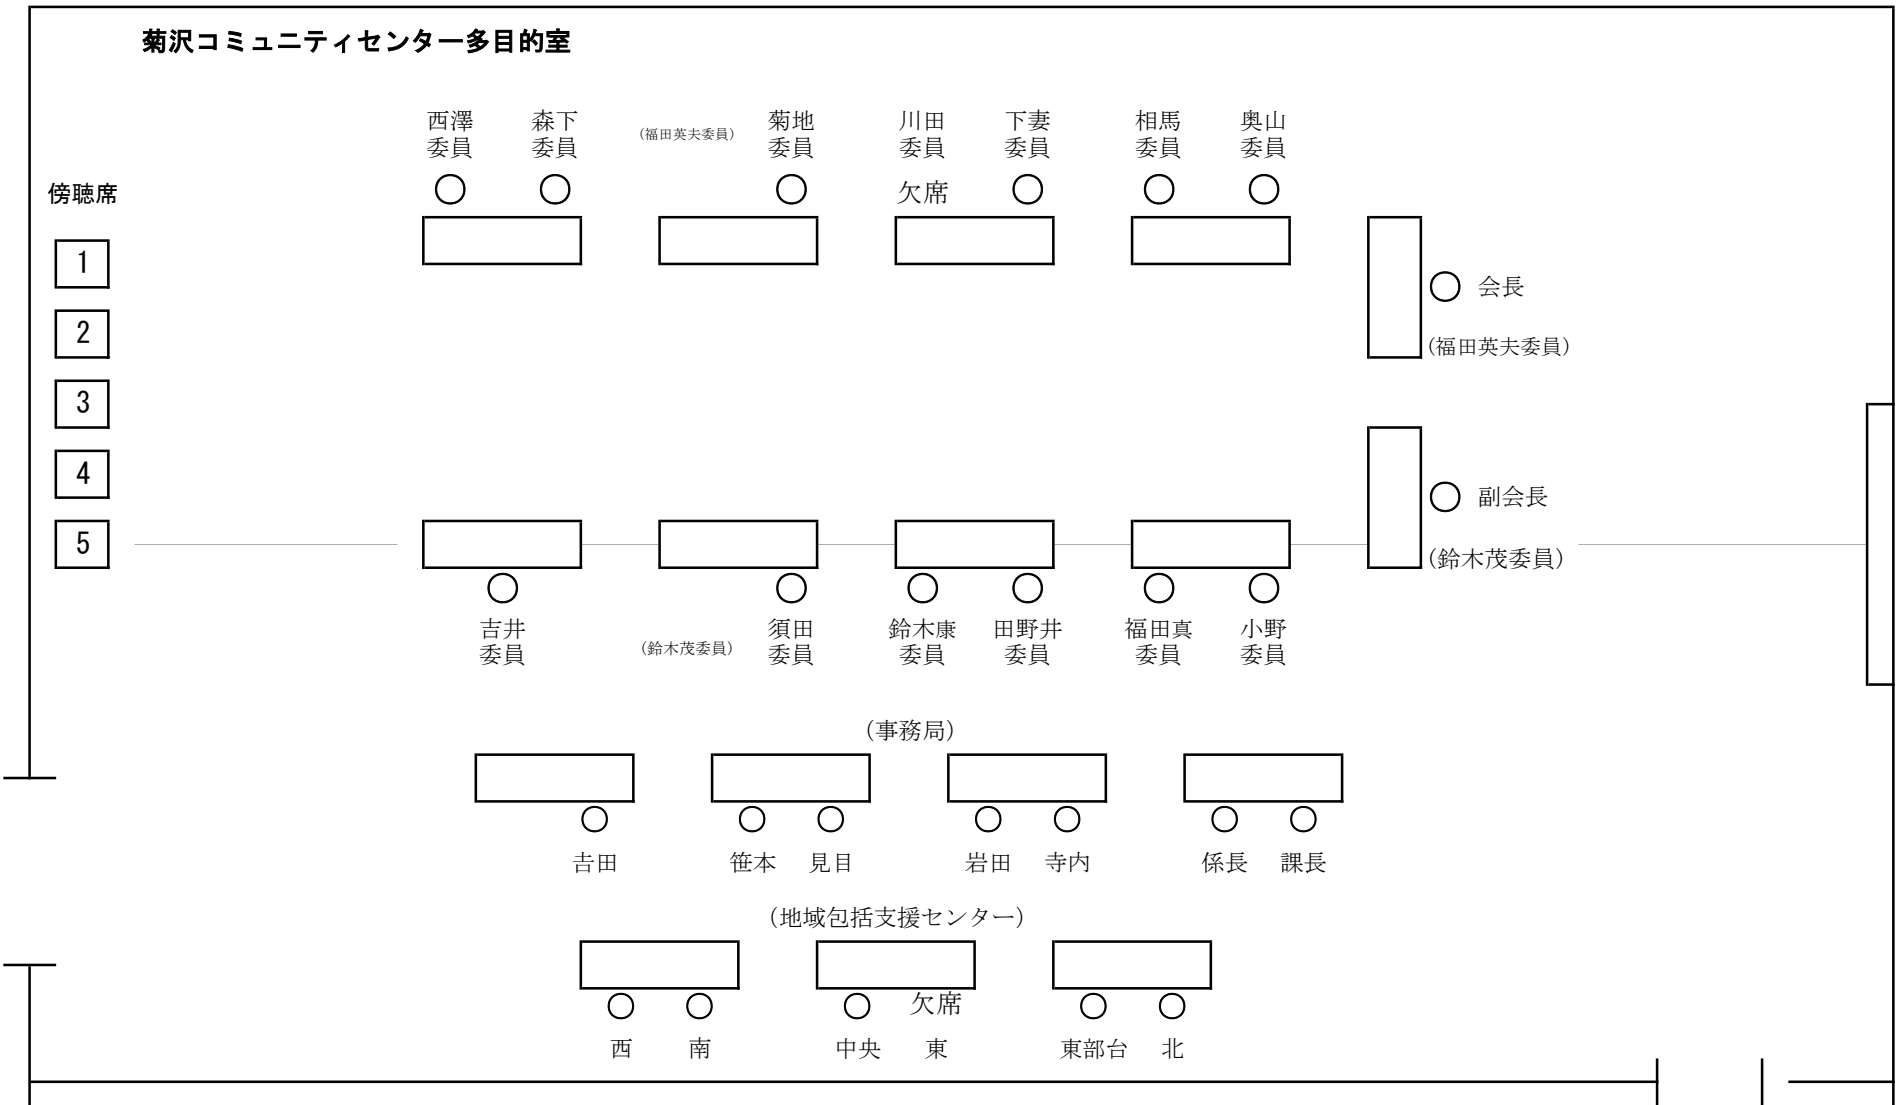 菊沢コミュニティセンター多目的室
西澤
委員
森下
委員
（福田英夫委員）
菊地
委員
川田
委員
下妻
委員
相馬
委員
奥山
委員
欠席
傍聴席
1
2
3
4
5
会長
（福田英夫委員）
副会長
（鈴木茂委員）
吉井
委員
（鈴木茂委員）
須田
委員
鈴木康
委員
田野井
委員
福田真
委員
小野
委員
（事務局）
吉田
笹本
見目
岩田
寺内
係長
課長
（地域包括支援センター）
欠席
西
南
中央
東
東部台
北